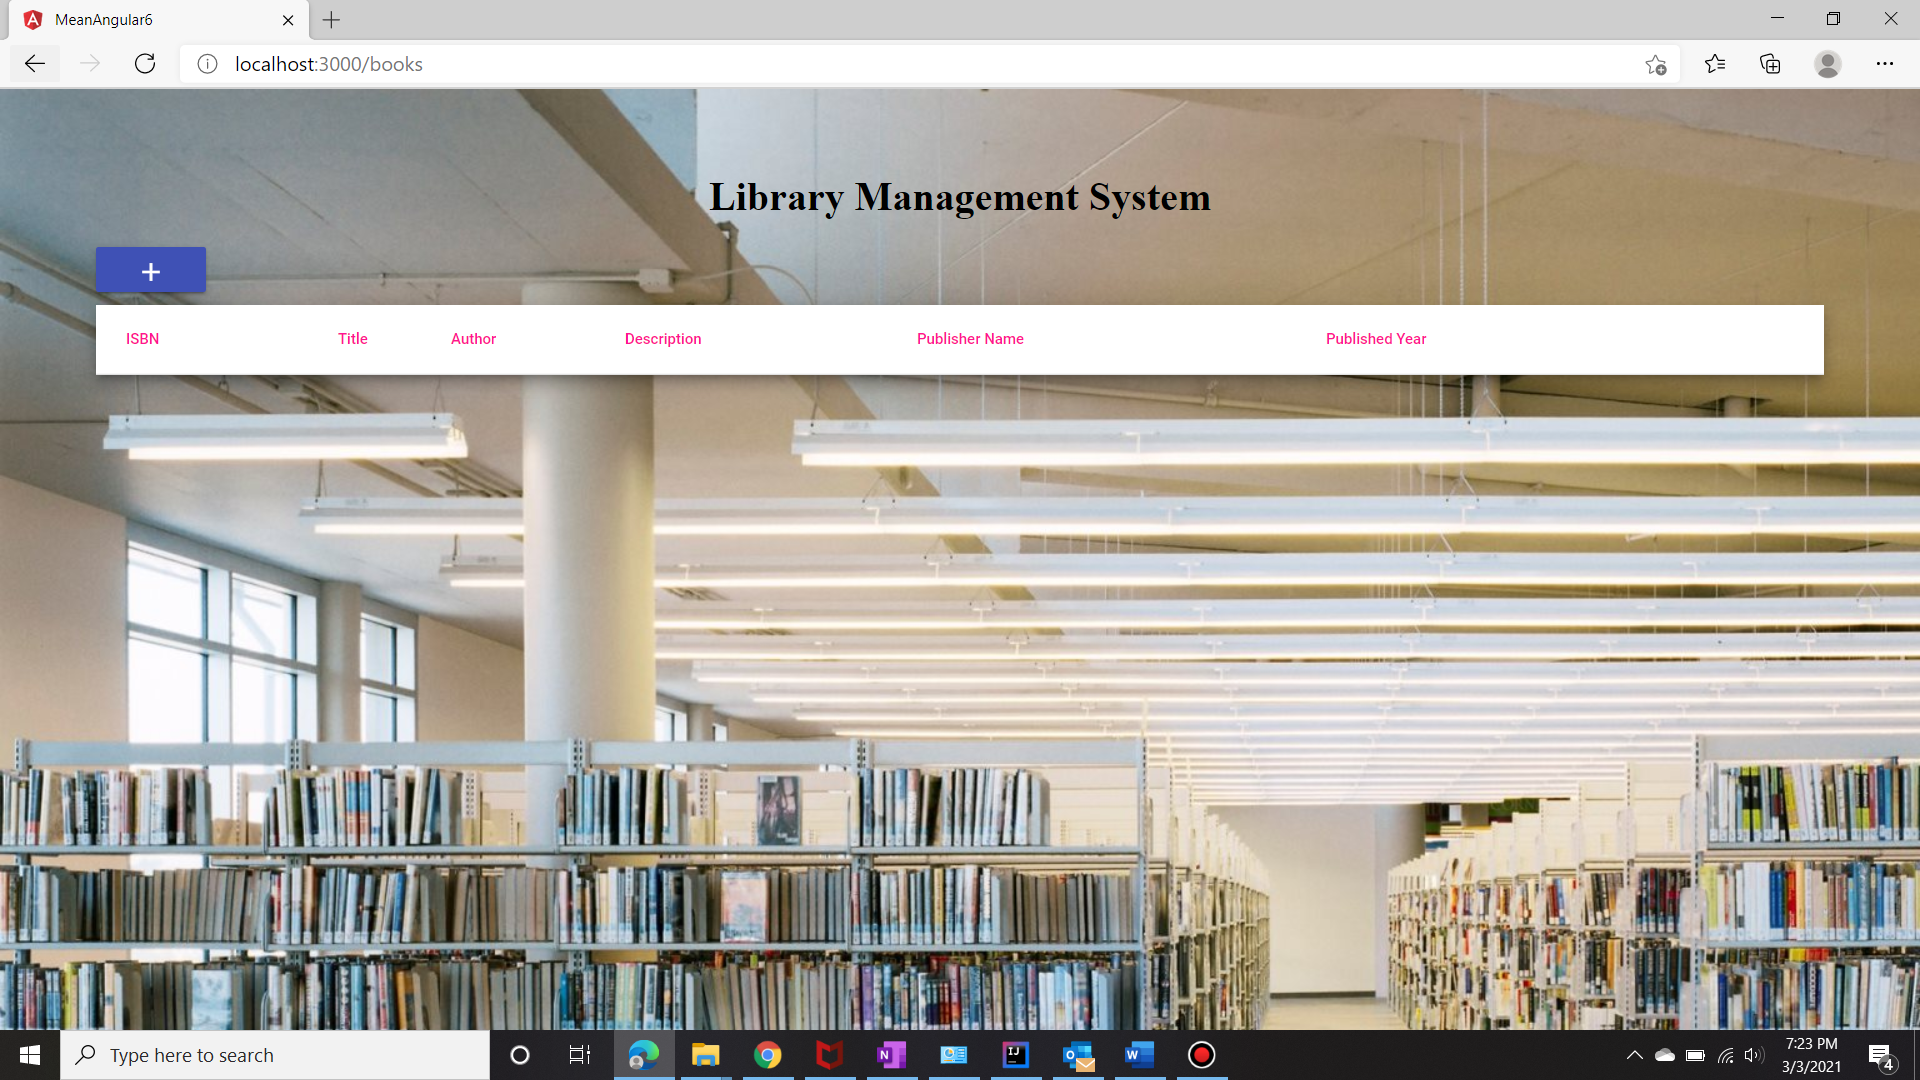 MeanAngular6
localhost:3000/books
Library Management System
+
ISBN Title Author Description Publisher Name Published Year
Type here to search
7:23 PM
3/3/2021
4